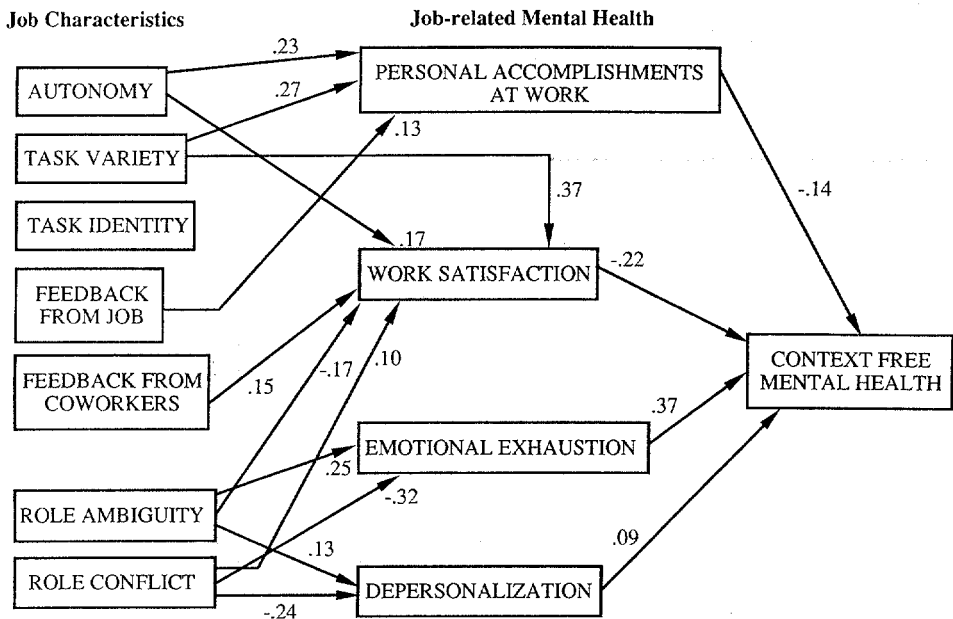 Job Characteristics
Job-related Mental Health
.23
AUTONOMY
PERSONAL ACCOMPLISHMENTS
AT WORK
.27
.13
TASK VARIETY
.37
-.14
TASK IDENTITY
.17
WORK SATISFACTION
-.22
FEEDBACK
FROM JOB
FEEDBACK FROM
COWORKERS
.15
-.17
.10
CONTEXT FREE
MENTAL HEALTH
.37
EMOTIONAL EXHAUSTION
.25
-.32
ROLE AMBIGUITY
.13
.09
ROLE CONFLICT
DEPERSONALIZATION
-.24